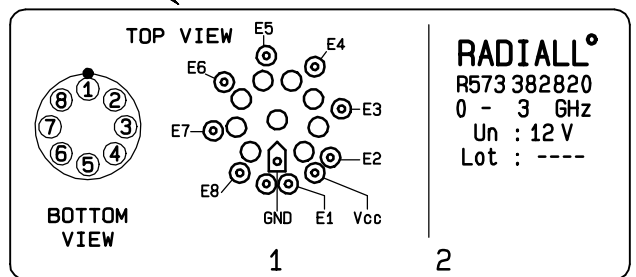 TOP VIEW
E5
E4
E6
E3
E7
E2
E8
GND E1 Vcc
1
8 2
7 3
6 4
5
BOTTOM
VIEW
RADIALL°
R573 382820
0 - 3 GHz
Un : 12 V
Lot : ----
1 2